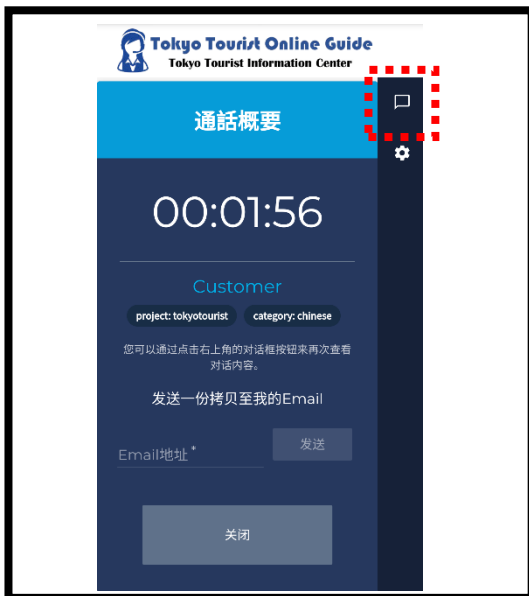 Tokyo Tourist Online Guide
Tokyo Tourist Information Center
通話概要
00:01:56
Customer
project: tokyotourist category: chinese
您可以通过点击右上角的对话框按钮来再次查看
对话内容。
发送一份拷贝至我的Email
Email地址 *
发送
关闭